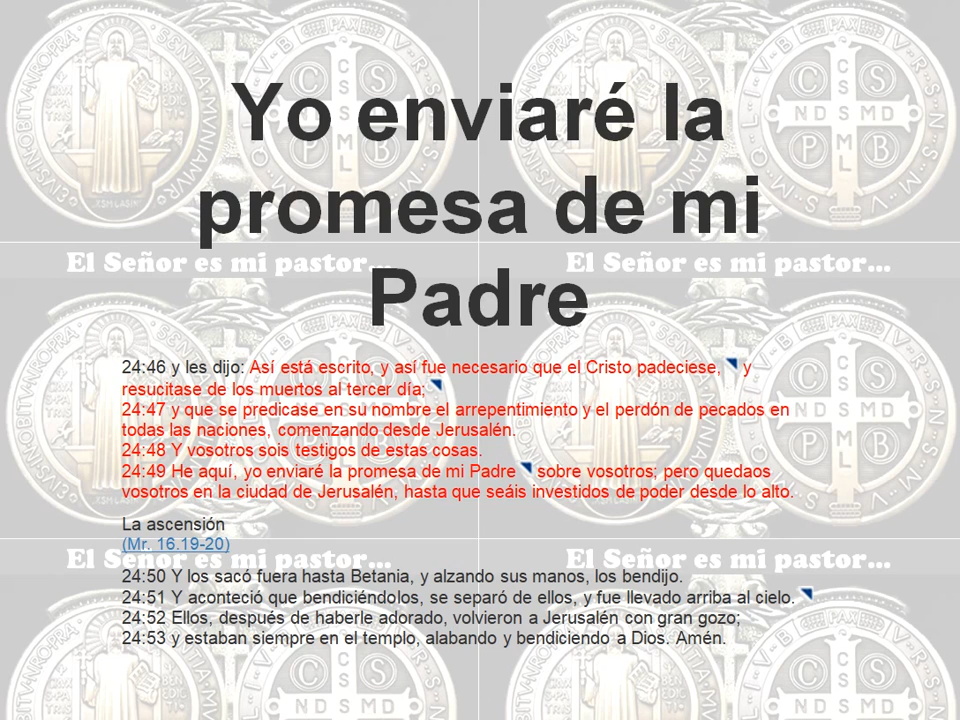 Yo enviaré la
promesa de mi
Padre
El Señor es mi pastor...
El Señor es mi pastor...
24:46 y les dijo: Así está escrito, y así fue necesario que el Cristo padeciese, y
resucitase de los muertos al tercer día;
24:47 y que se predicase en su nombre el arrepentimiento y el perdón de pecados en
todas las naciones, comenzando desde Jerusalén.
24:48 Y vosotros sois testigos de estas cosas.
24:49 He aquí, yo enviaré la promesa de mi Padre sobre vosotros; pero quedaos
vosotros en la ciudad de Jerusalén, hasta que seáis investidos de poder desde lo alto.
La ascensión
(Mr. 16.19-20)
El Señor es mi pastor...
El Señor es mi pastor...
24:50 Y los sacó fuera hasta Betania, y alzando sus manos, los bendijo.
24:51 Y aconteció que bendiciéndolos, se separó de ellos, y fue llevado arriba al cielo.
24:52 Ellos, después de haberle adorado, volvieron a Jerusalén con gran gozo;
24:53 y estaban siempre en el templo, alabando y bendiciendo a Dios. Amén.